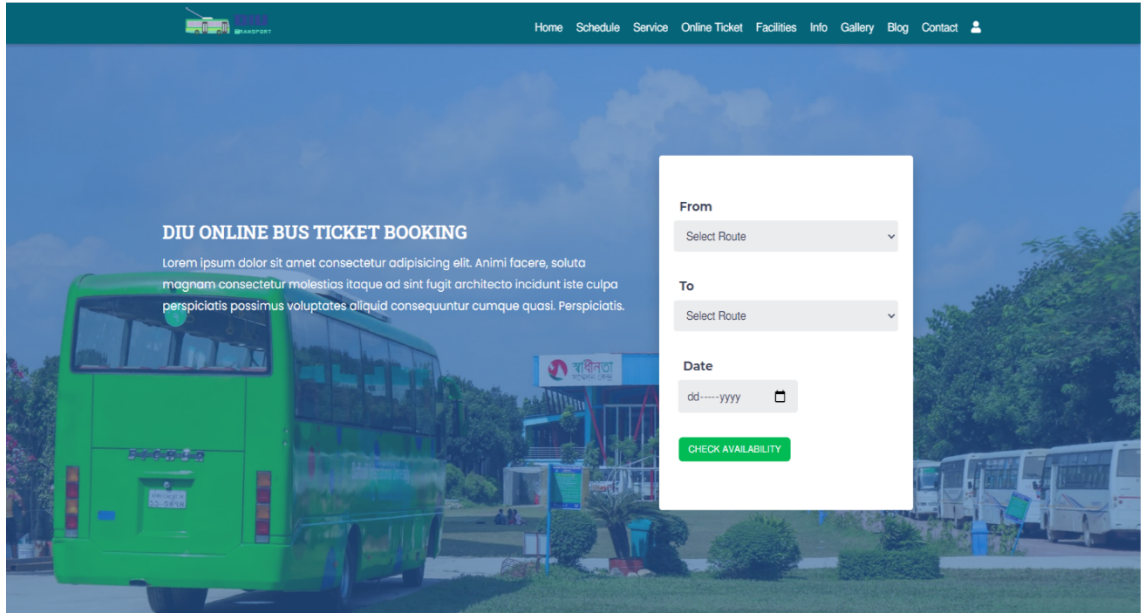 TRANSPORT
Home Schedule Service Online Ticket Facilities Info Gallery Blog Contact
DIU ONLINE BUS TICKET BOOKING
Lorem ipsum dolor sit amet consectetur adipisicing elit. Animi facere, soluta
magnam consectetur molestias itaque ad sint fugit architecto incidunt iste culpa
perspiciatis possimus voluptates aliquid consequuntur cumque quasi. Perspiciatis.
From
Select Route
To
Select Route
Date
dd-----yyyy
CHECK AVAILABILITY
স্বাধীনতা
সম্মেলন কেন্দ্র